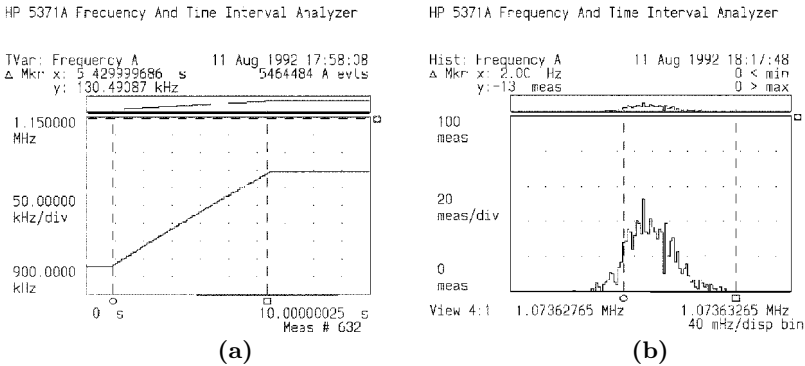 HP 5371A Frecuency And Time Interval Analyzer
TVar: Frequency A 11 Aug 1992 17:58:08
Δ Mkr x: 5.429999686 s 5464484 A evts
y: 130.49087 kHz
1.150000
MHz
50.00000
kHz/div
900.0000
kHz
0 s 10.00000025 s
Meas # 632
(a)
HP 5371A Frequency And Time Interval Analyzer
Hist: Frequency A 11 Aug 1992 18:17:48
Δ Mkr x: 2.00 Hz 0 < min
y:-13 meas 0 > max
100
meas
20
meas/div
0
meas
View 4:1 1.07362765 MHz 1.07363265 MHz
40 mHz/disp bin
(b)